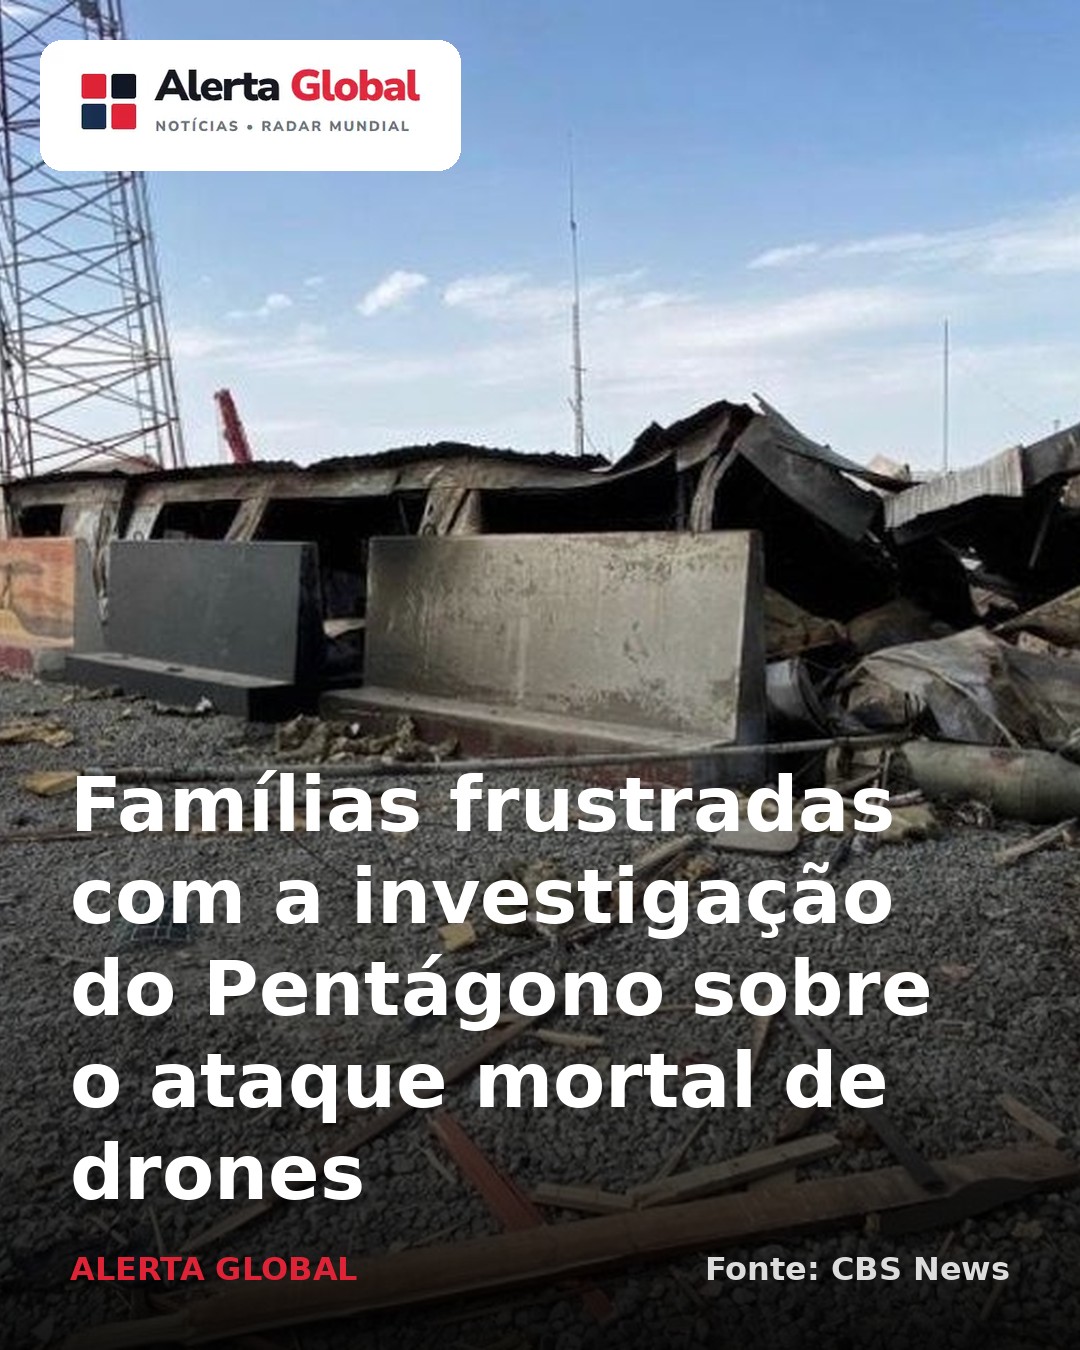 Alerta Global
NOTÍCIAS • RADAR MUNDIAL
Famílias frustradas
com a investigação
do Pentágono sobre
o ataque mortal de
drones
ALERTA GLOBAL
Fonte: CBS News